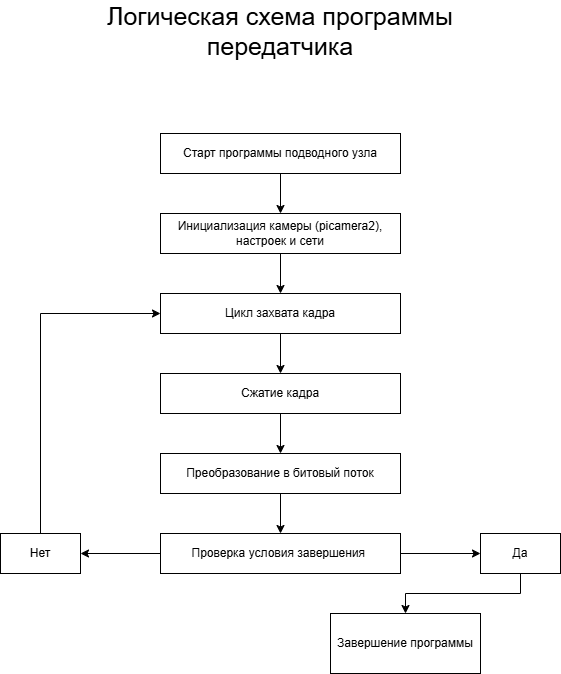 Логическая схема программы
передатчика
Старт программы подводного узла
Инициализация камеры (picamera2),
настроек и сети
Цикл захвата кадра
Сжатие кадра
Преобразование в битовый поток
Нет
Проверка условия завершения
Да
Завершение программы